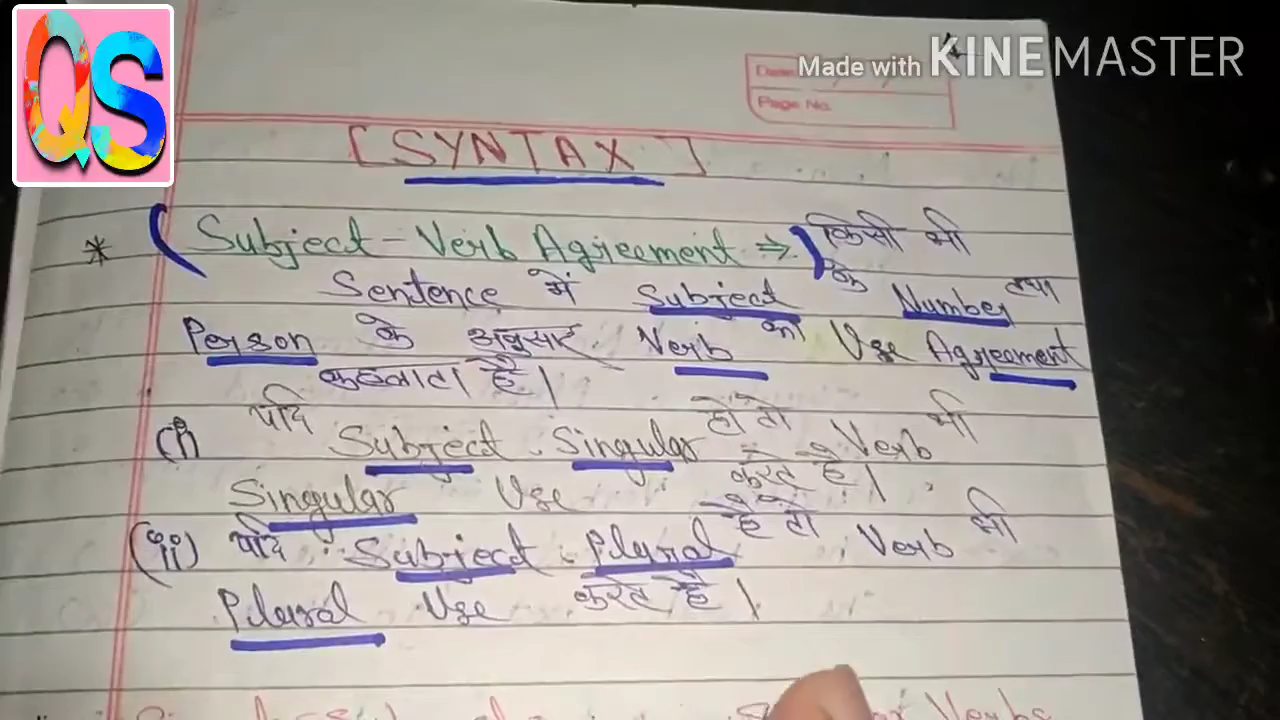 QS
Made with KINEMASTER
Date
Page No.
[ SYNTAX ]
* (Subject-Verb Agreement ⇒) किसी भी
Sentence में Subject के Number तथा
Person के अनुसार Verb का Use Agreement
कहलाता है।
(i) यदि Subject Singular हो तो Verb भी
Singular Use करते है।
(ii) यदि Subject Plural है तो Verb भी
Plural Use करते है।
Verbs